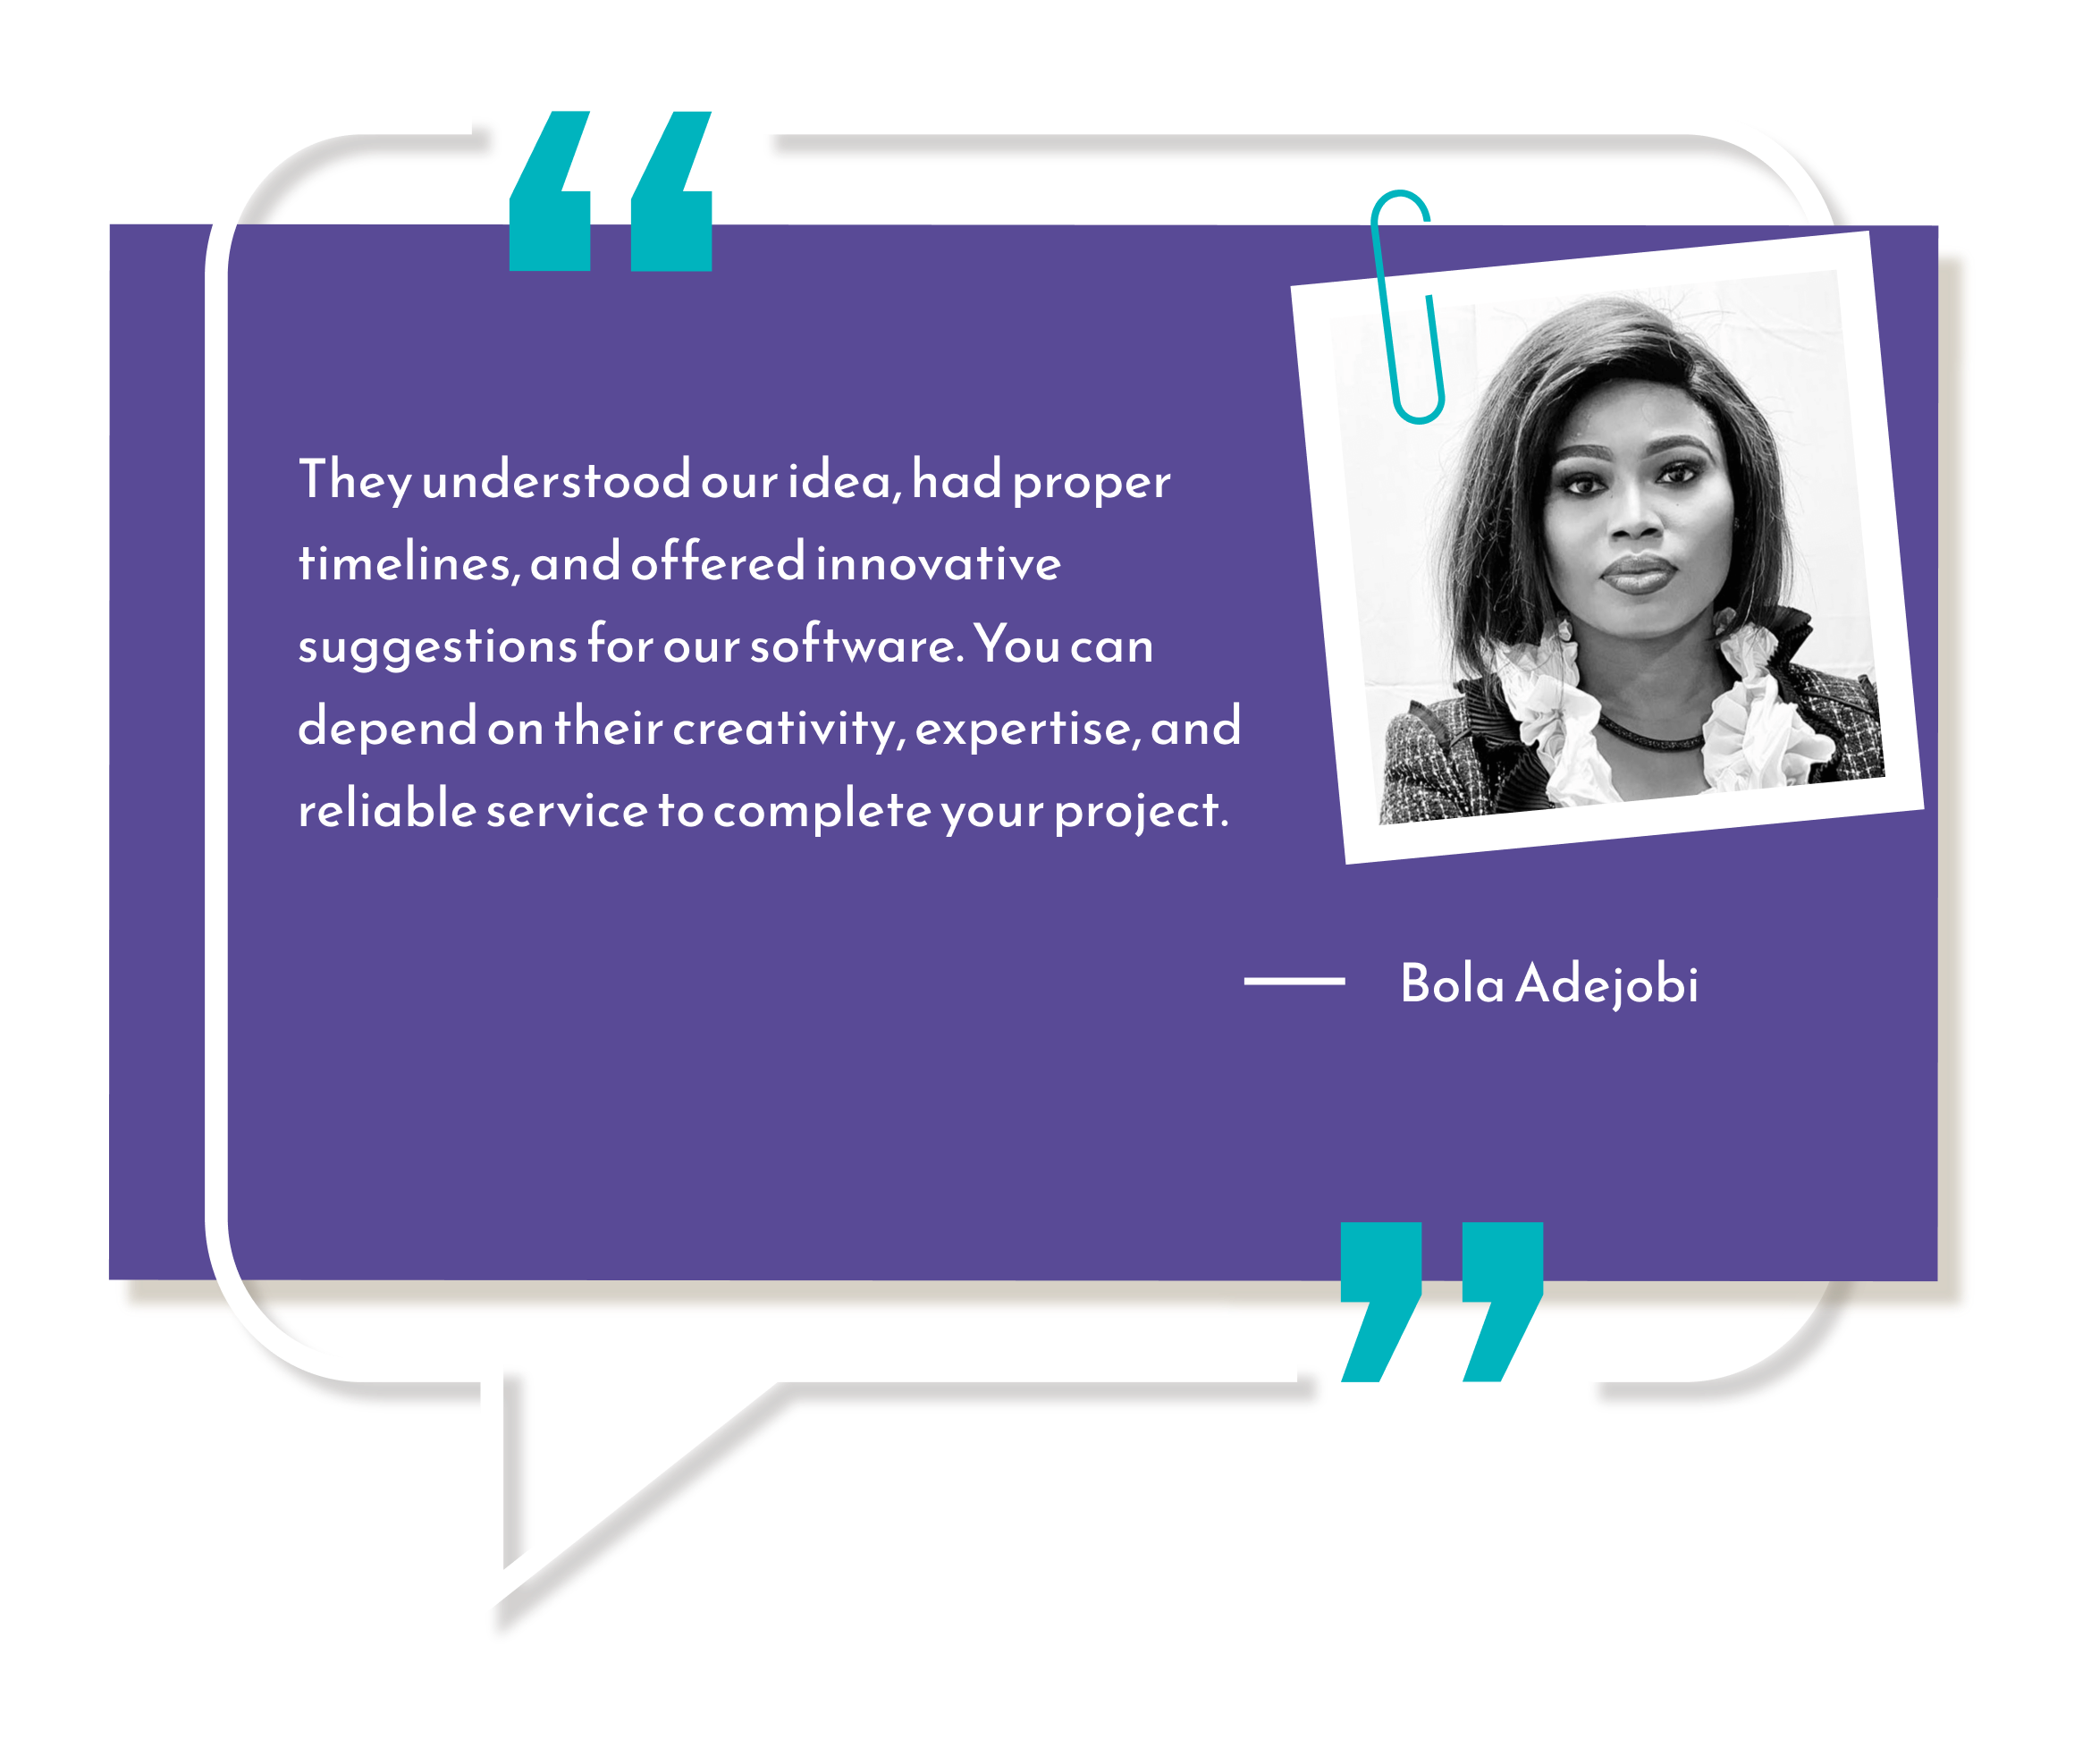 They understood our idea, had proper
timelines, and offered innovative
suggestions for our software. You can
depend on their creativity, expertise, and
reliable service to complete your project.
— Bola Adejobi